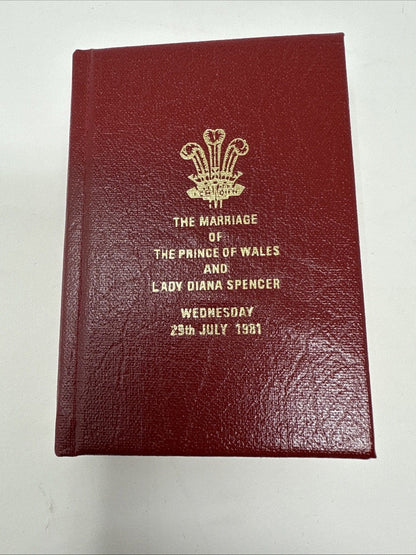 THE MARRIAGE
OF
THE PRINCE OF WALES
AND
LADY DIANA SPENCER
WEDNESDAY
29th JULY 1981